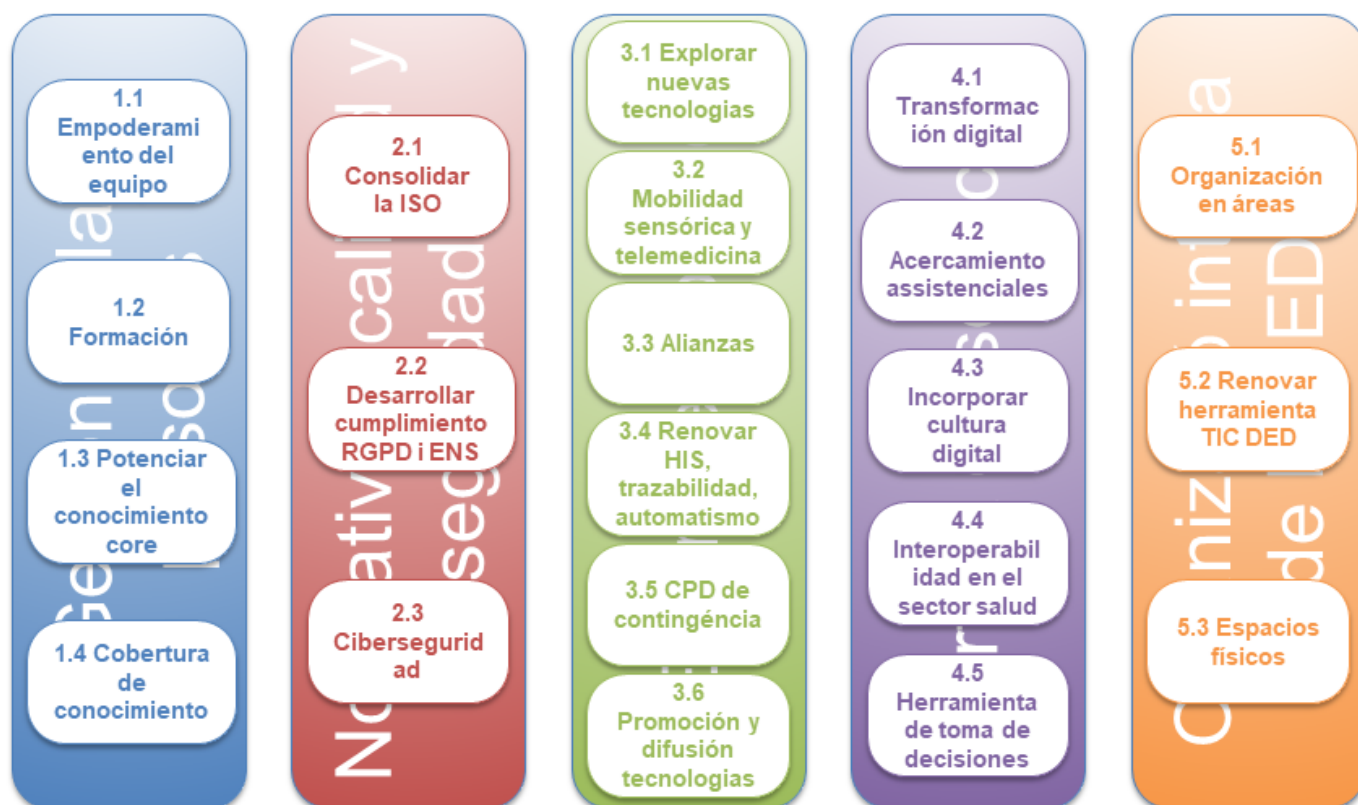 1.1
Empoderami
ento del
equipo
1.2
Formación
1.3 Potenciar
el
conocimiento
core
1.4 Cobertura
de
conocimiento
2.1
Consolidar
la ISO
2.2
Desarrollar
cumplimiento
RGPD i ENS
2.3
Cibersegurid
ad
3.1 Explorar
nuevas
tecnologias
3.2
Mobilidad
sensórica y
telemedicina
3.3 Alianzas
3.4 Renovar
HIS,
trazabilidad,
automatismo
3.5 CPD de
contingéncia
3.6
Promoción y
difusión
tecnologias
4.1
Transformac
ión digital
4.2
Acercamiento
assistenciales
4.3
Incorporar
cultura
digital
4.4
Interoperabil
idad en el
sector salud
4.5
Herramienta
de toma de
decisiones
5.1
Organización
en áreas
5.2 Renovar
herramienta
TIC DED
5.3 Espacios
físicos